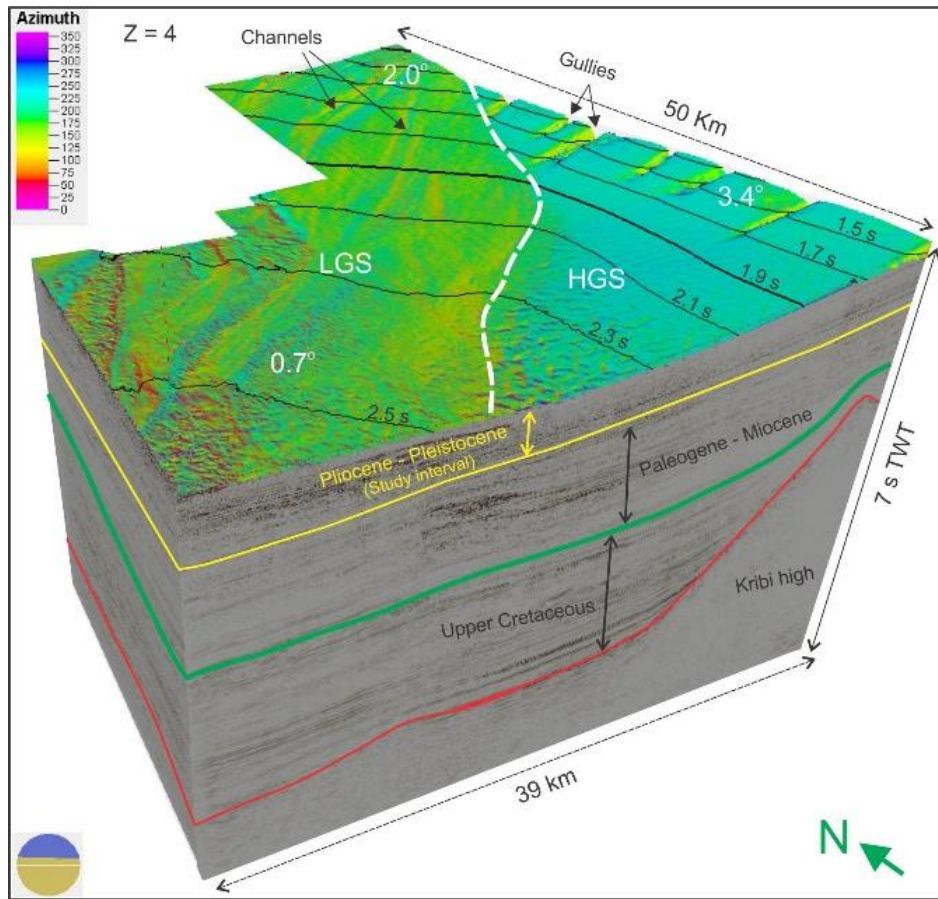 Azimuth
350
325
300
275
250
225
200
175
150
125
100
75
50
25
0
Z = 4
Channels
Gullies
50 Km
2.0°
3.4°
1.5 s
1.7 s
1.9 s
2.1 s
2.3 s
2.5 s
LGS
HGS
0.7°
Pliocene - Pleistocene
(Study interval)
Paleogene - Miocene
Upper Cretaceous
Kribi high
7 s TWT
39 km
N